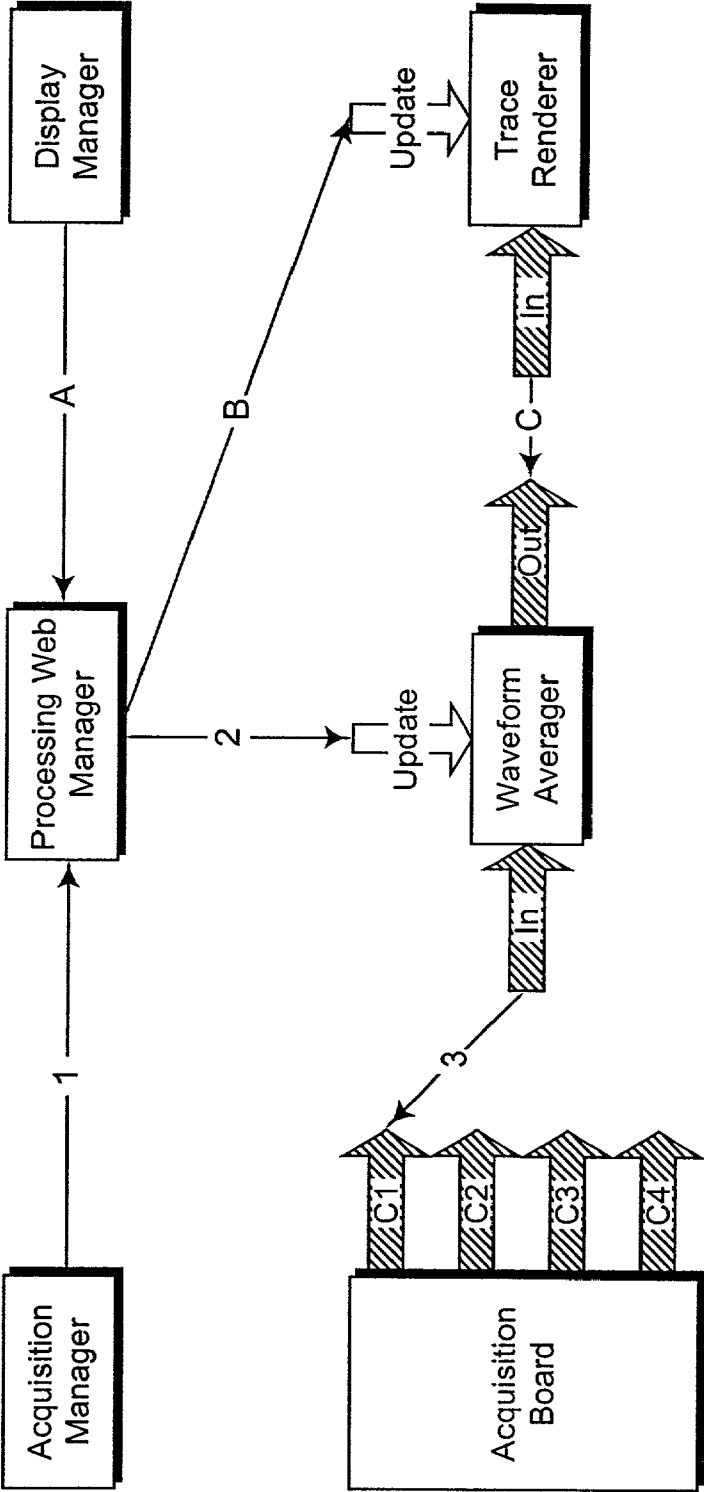 Acquisition
Manager
1
Processing Web
Manager
A
Display
Manager
2
B
Update
Update
Acquisition
Board
C1
C2
C3
C4
3
In
Waveform
Averager
Out
C
In
Trace
Renderer